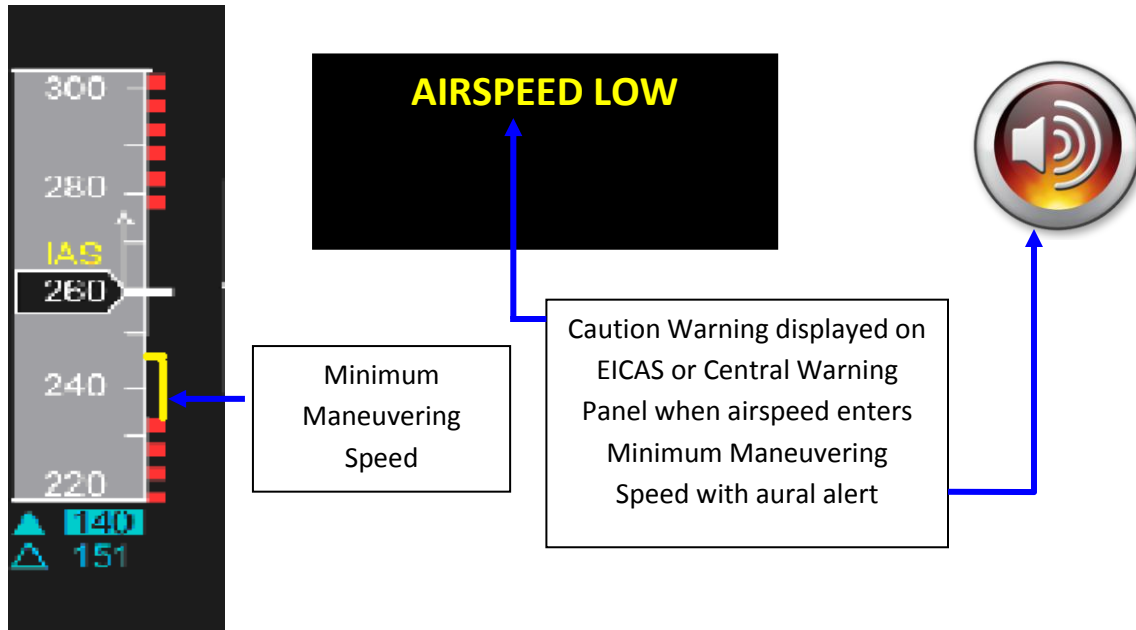 300
280
IAS
260
240
220
140
151
AIRSPEED LOW
Minimum
Maneuvering
Speed
Caution Warning displayed on
EICAS or Central Warning
Panel when airspeed enters
Minimum Maneuvering
Speed with aural alert